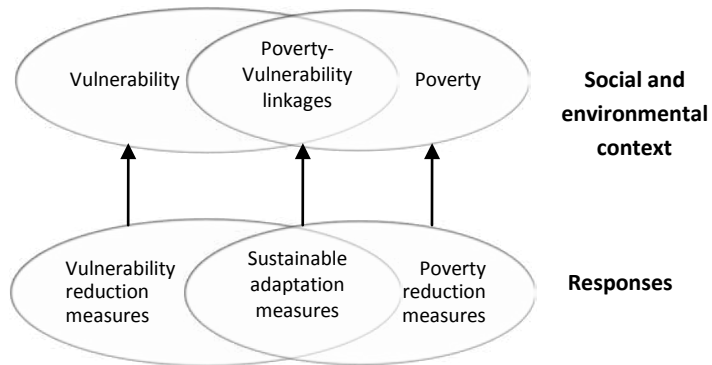 Vulnerability
Poverty-
Vulnerability
linkages
Poverty
Social and
environmental
context
Vulnerability
reduction
measures
Sustainable
adaptation
measures
Poverty
reduction
measures
Responses